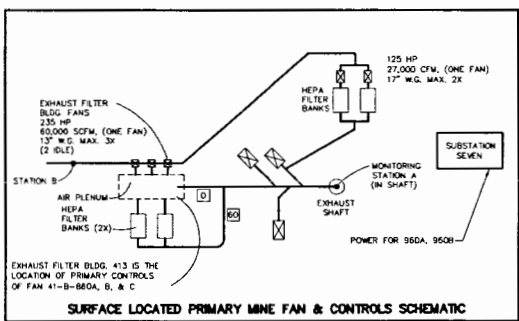 125 HP
27,000 CFM, (ONE FAN)
17" W.G. MAX. 2X
HEPA
FILTER
BANKS
EXHAUST FILTER
BLDG. FANS
235 HP
60,000 SCFM, (ONE FAN)
13" W.G. MAX. 3X
(2 IDLE)
STATION B
AIR PLENUM
HEPA
FILTER
BANKS (2X)
0
60
MONITORING
STATION A
(IN SHAFT)
EXHAUST
SHAFT
SUBSTATION
SEVEN
POWER FOR 960A, 960B
EXHAUST FILTER BLDG. 413 IS THE
LOCATION OF PRIMARY CONTROLS
OF FAN 41-B-860A, B, & C
SURFACE LOCATED PRIMARY MINE FAN & CONTROLS SCHEMATIC